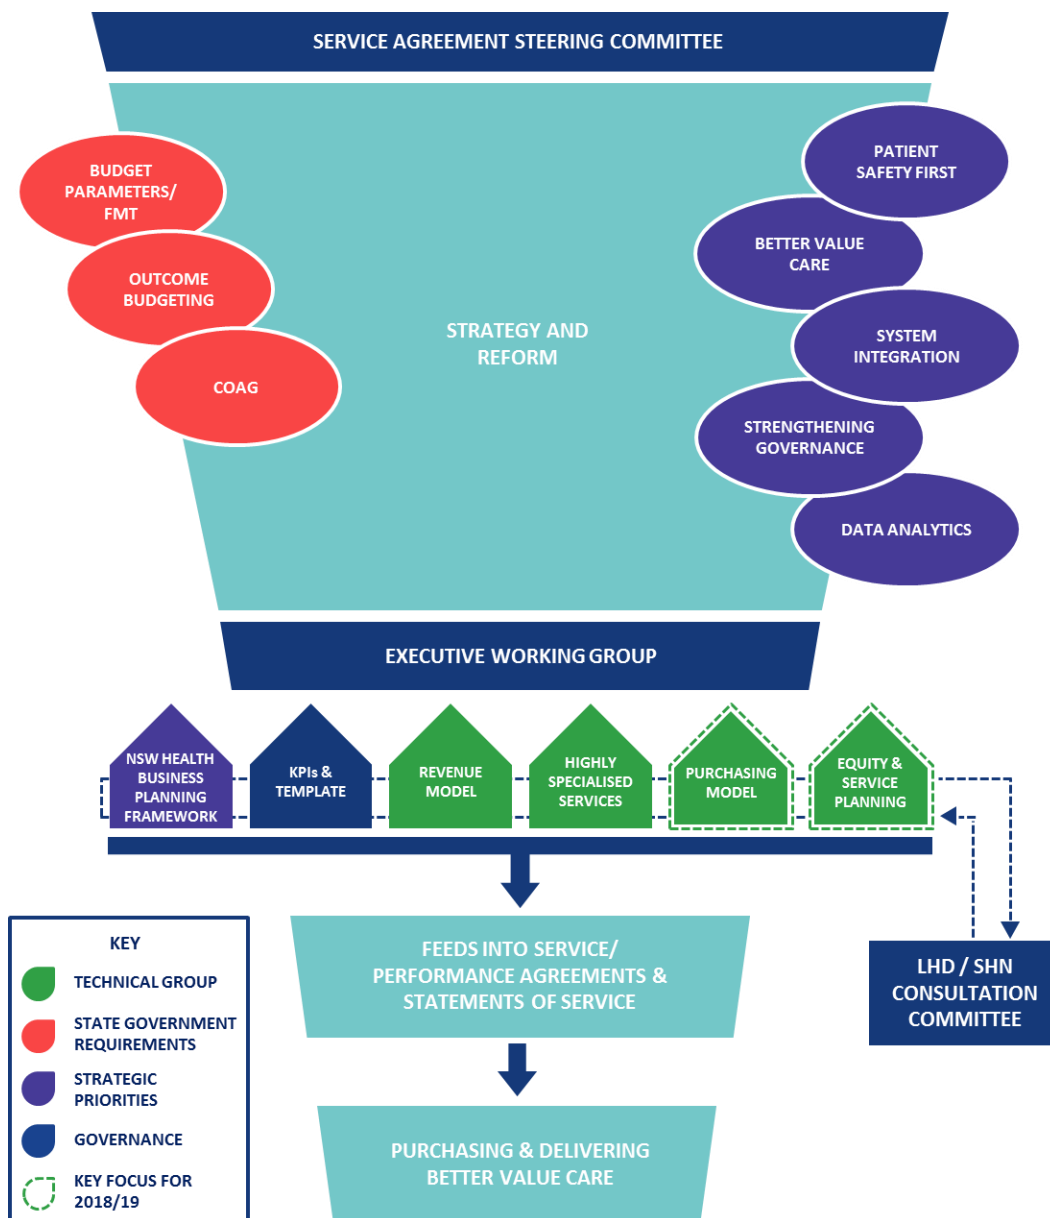 SERVICE AGREEMENT STEERING COMMITTEE
BUDGET
PARAMETERS/
FMT
OUTCOME
BUDGETING
COAG
STRATEGY AND
REFORM
PATIENT
SAFETY FIRST
BETTER VALUE
CARE
SYSTEM
INTEGRATION
STRENGTHENING
GOVERNANCE
DATA ANALYTICS
EXECUTIVE WORKING GROUP
NSW HEALTH
BUSINESS
PLANNING
FRAMEWORK
KPIs &
TEMPLATE
REVENUE
MODEL
HIGHLY
SPECIALISED
SERVICES
PURCHASING
MODEL
EQUITY &
SERVICE
PLANNING
FEEDS INTO SERVICE/
PERFORMANCE AGREEMENTS &
STATEMENTS OF SERVICE
LHD / SHN
CONSULTATION
COMMITTEE
PURCHASING & DELIVERING
BETTER VALUE CARE
KEY
TECHNICAL GROUP
STATE GOVERNMENT
REQUIREMENTS
STRATEGIC
PRIORITIES
GOVERNANCE
KEY FOCUS FOR
2018/19